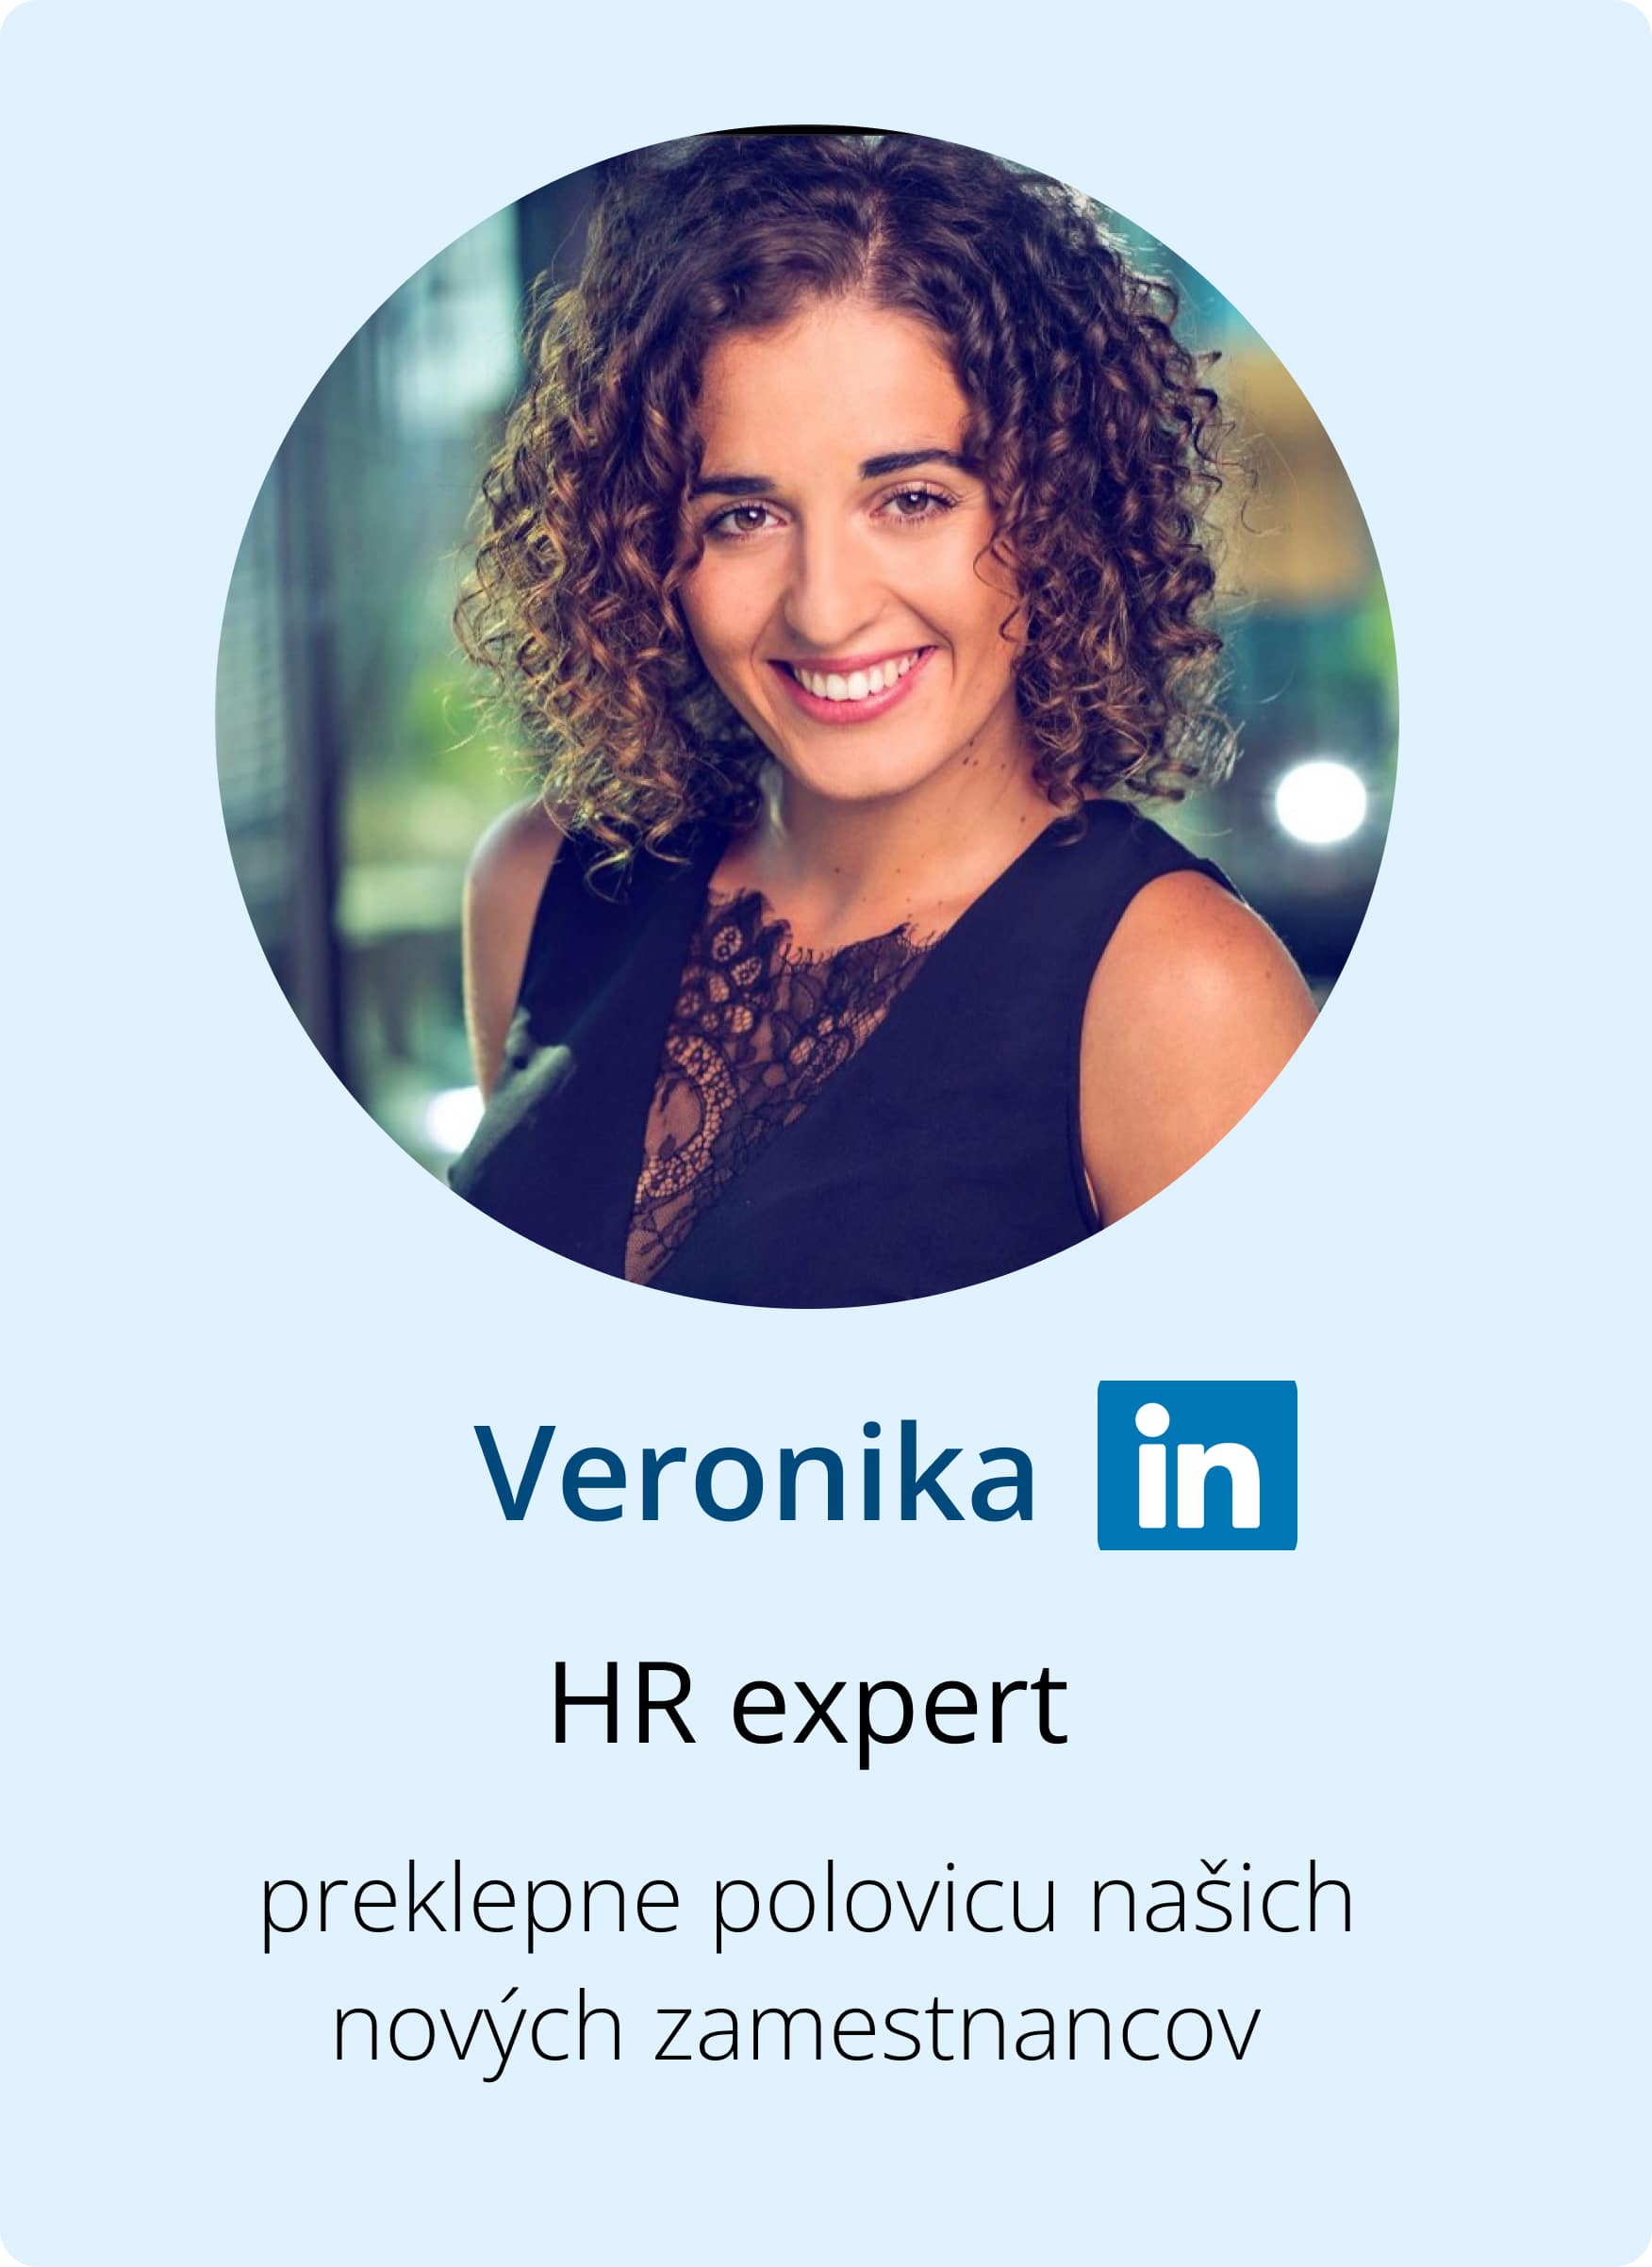 Veronika in
HR expert
preklepne polovicu našich
nových zamestnancov